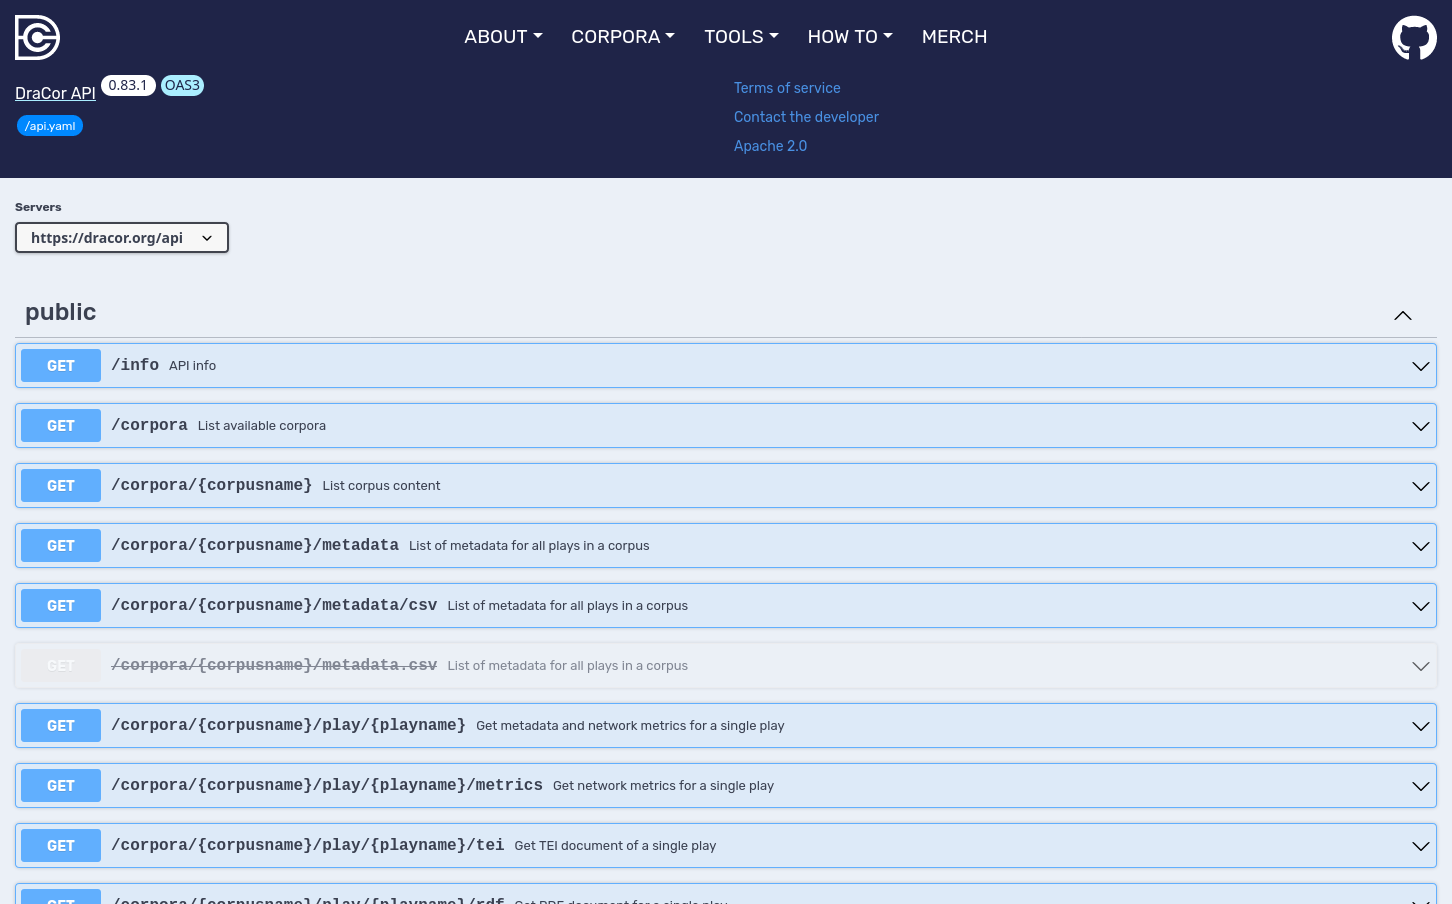 ABOUT CORPORA TOOLS HOW TO MERCH
DraCor API 0.83.1 OAS3
/api.yaml
Terms of service
Contact the developer
Apache 2.0
Servers
https://dracor.org/api
public
GET /info API info
GET /corpora List available corpora
GET /corpora/{corpusname} List corpus content
GET /corpora/{corpusname}/metadata List of metadata for all plays in a corpus
GET /corpora/{corpusname}/metadata/csv List of metadata for all plays in a corpus
GET /corpora/{corpusname}/metadata.csv List of metadata for all plays in a corpus
GET /corpora/{corpusname}/play/{playname} Get metadata and network metrics for a single play
GET /corpora/{corpusname}/play/{playname}/metrics Get network metrics for a single play
GET /corpora/{corpusname}/play/{playname}/tei Get TEI document of a single play
GET /corpora/{corpusname}/play/{playname}/rdf Get RDF document for a single play